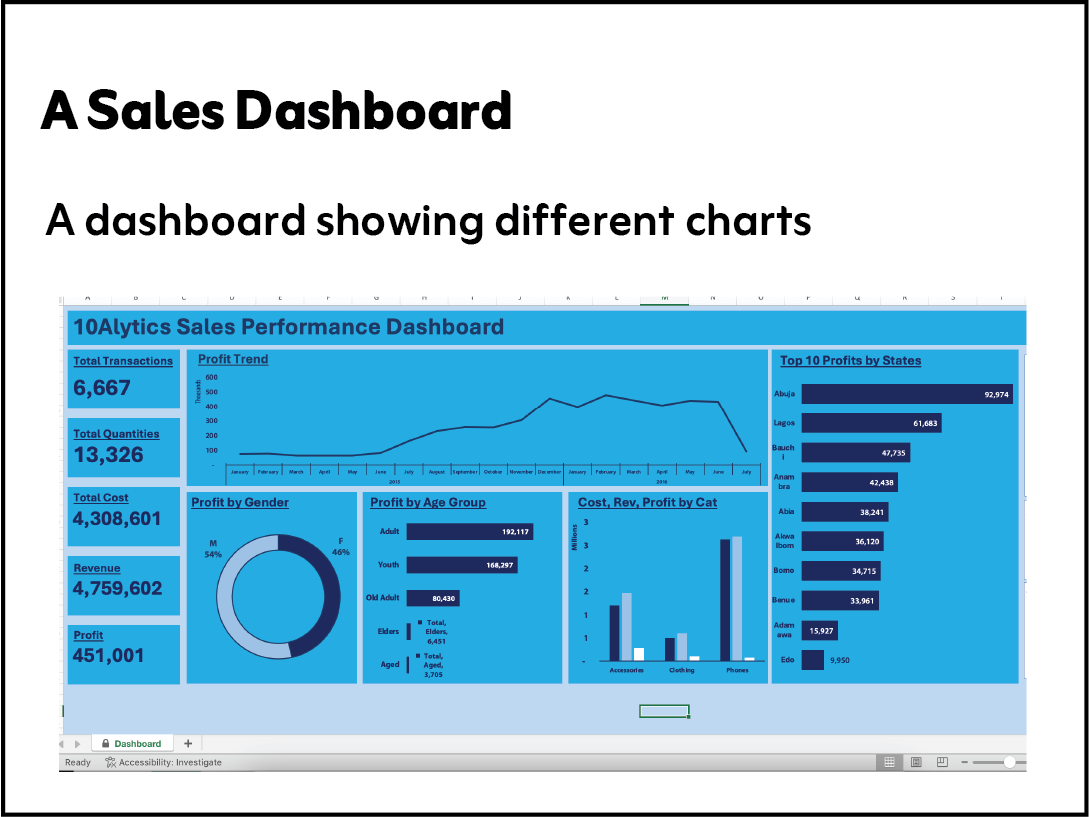 A Sales Dashboard
A dashboard showing different charts
A B C D E F G H I J K L M N O P Q R S T
10Alytics Sales Performance Dashboard
Total Transactions
6,667
Total Quantities
13,326
Total Cost
4,308,601
Revenue
4,759,602
Profit
451,001
Profit Trend
Thousands
600
500
400
300
200
100
-
January February March April May June July August September October November December January February March April May June July
2015 2016
Profit by Gender
M
54%
F
46%
Profit by Age Group
Adult 192,117
Youth 168,297
Old Adult 80,430
Elders
Total,
Elders,
6,451
Aged
Total,
Aged,
3,705
Cost, Rev, Profit by Cat
Millions
3
3
2
2
1
1
-
Accessories Clothing Phones
Top 10 Profits by States
Abuja 92,974
Lagos 61,683
Bauch
i
47,735
Anam
bra
42,438
Abia 38,241
Akwa
Ibom
36,120
Borno 34,715
Benue 33,961
Adam
awa
15,927
Edo 9,950
Dashboard +
Ready Accessibility: Investigate